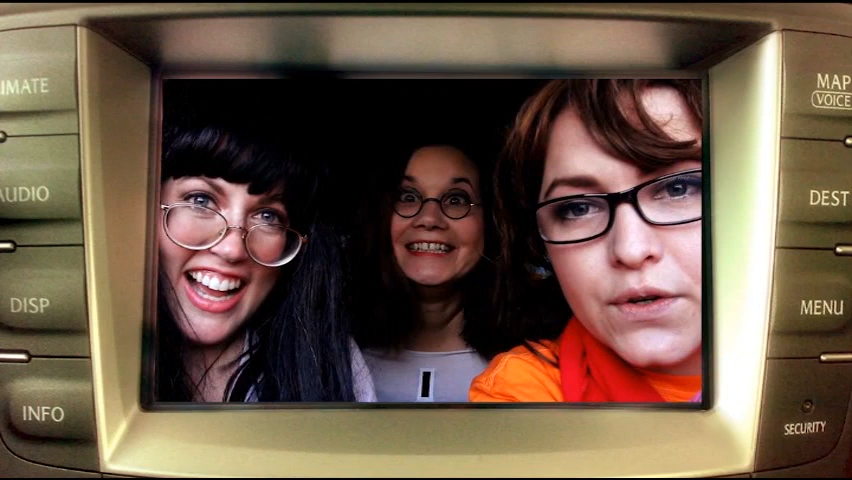 IMATE
AUDIO
DISP
INFO
MAP
VOICE
DEST
MENU
SECURITY